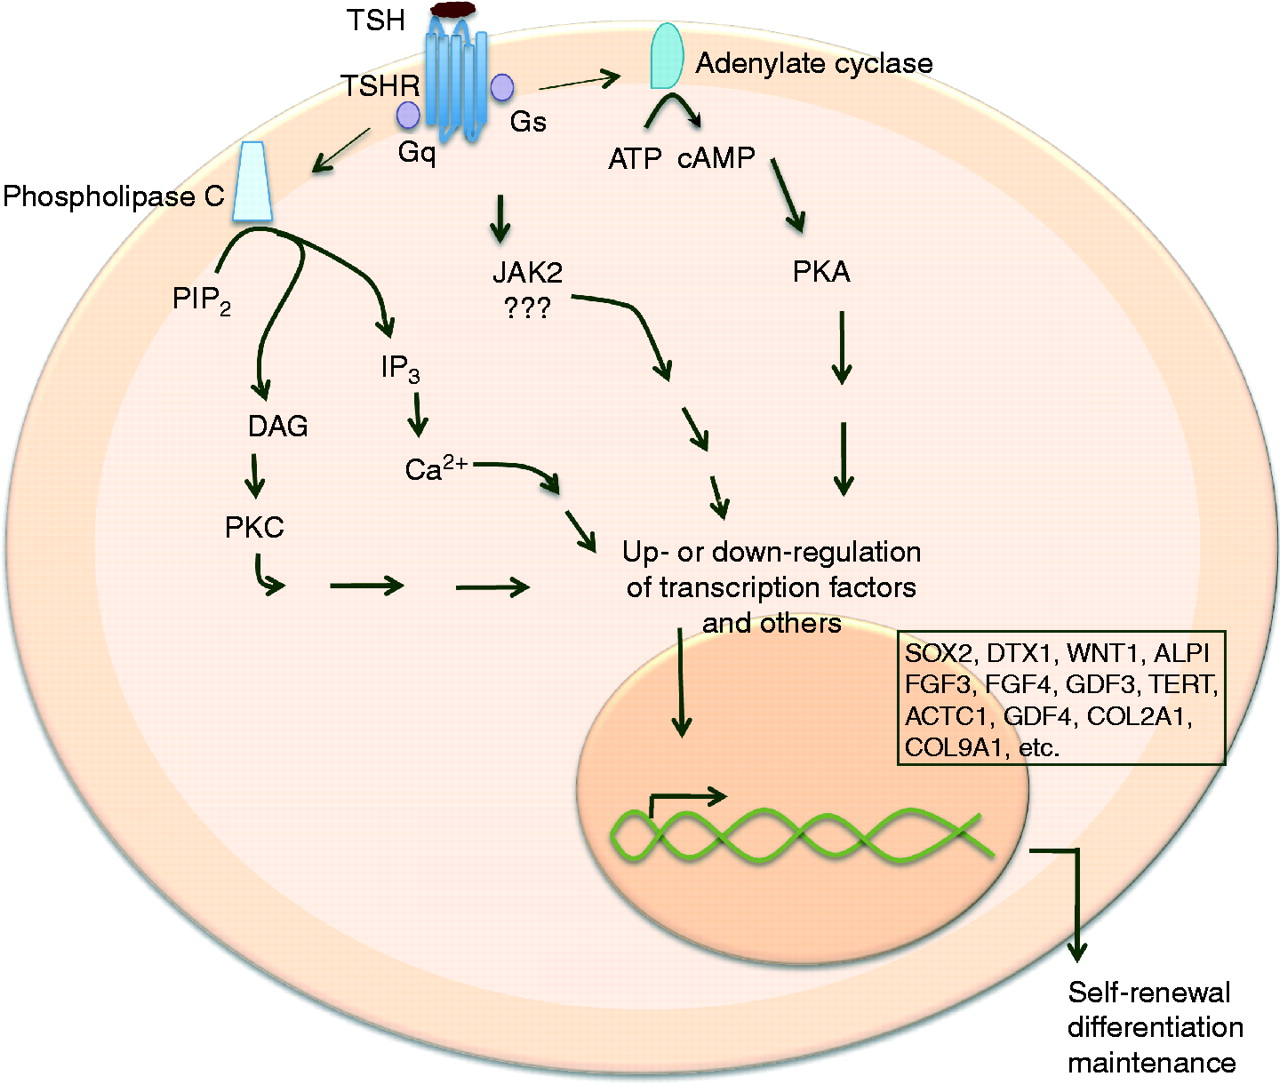 TSH
TSHR
Gq
Gs
Adenylate cyclase
ATP cAMP
Phospholipase C
PIP₂
JAK2
???
PKA
IP₃
DAG
Ca²⁺
PKC
Up- or down-regulation
of transcription factors
and others
SOX2, DTX1, WNT1, ALPI
FGF3, FGF4, GDF3, TERT,
ACTC1, GDF4, COL2A1,
COL9A1, etc.
Self-renewal
differentiation
maintenance